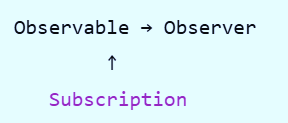 Observable → Observer
↑
Subscription